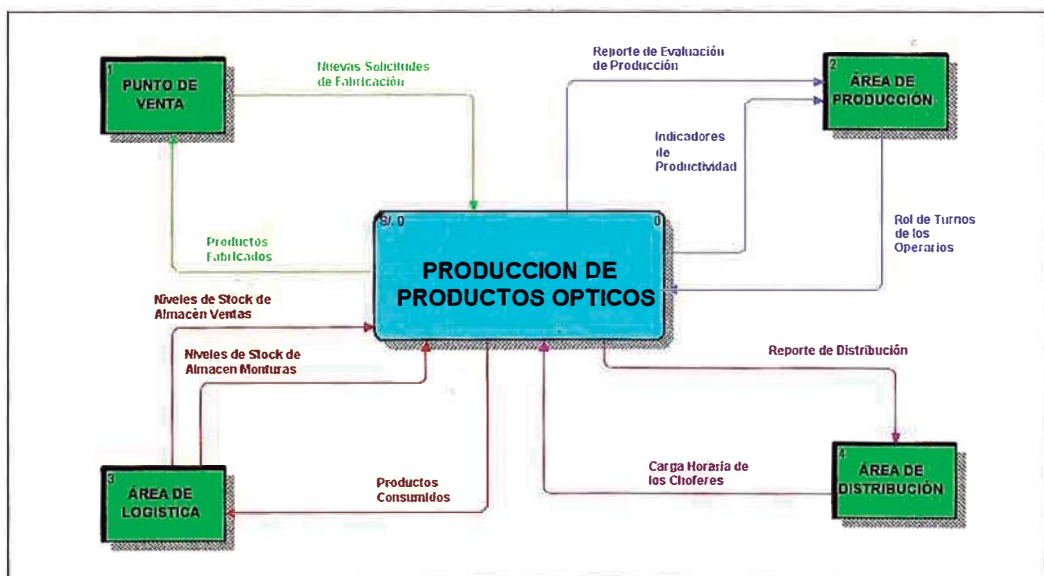 1
PUNTO DE
VENTA
Nuevas Solicitudes
de Fabricación
Reporte de Evaluación
de Producción
2
ÁREA DE
PRODUCCIÓN
Indicadores
de
Productividad
Rol de Turnos
de los
Operarios
Productos
Fabricados
S/. 0
0
PRODUCCION DE
PRODUCTOS OPTICOS
Niveles de Stock de
Almacèn Ventas
Niveles de Stock de
Almacen Monturas
Reporte de Distribución
3
ÁREA DE
LOGISTICA
Productos
Consumidos
Carga Horaría de
los Choferes
4
ÁREA DE
DISTRIBUCIÓN